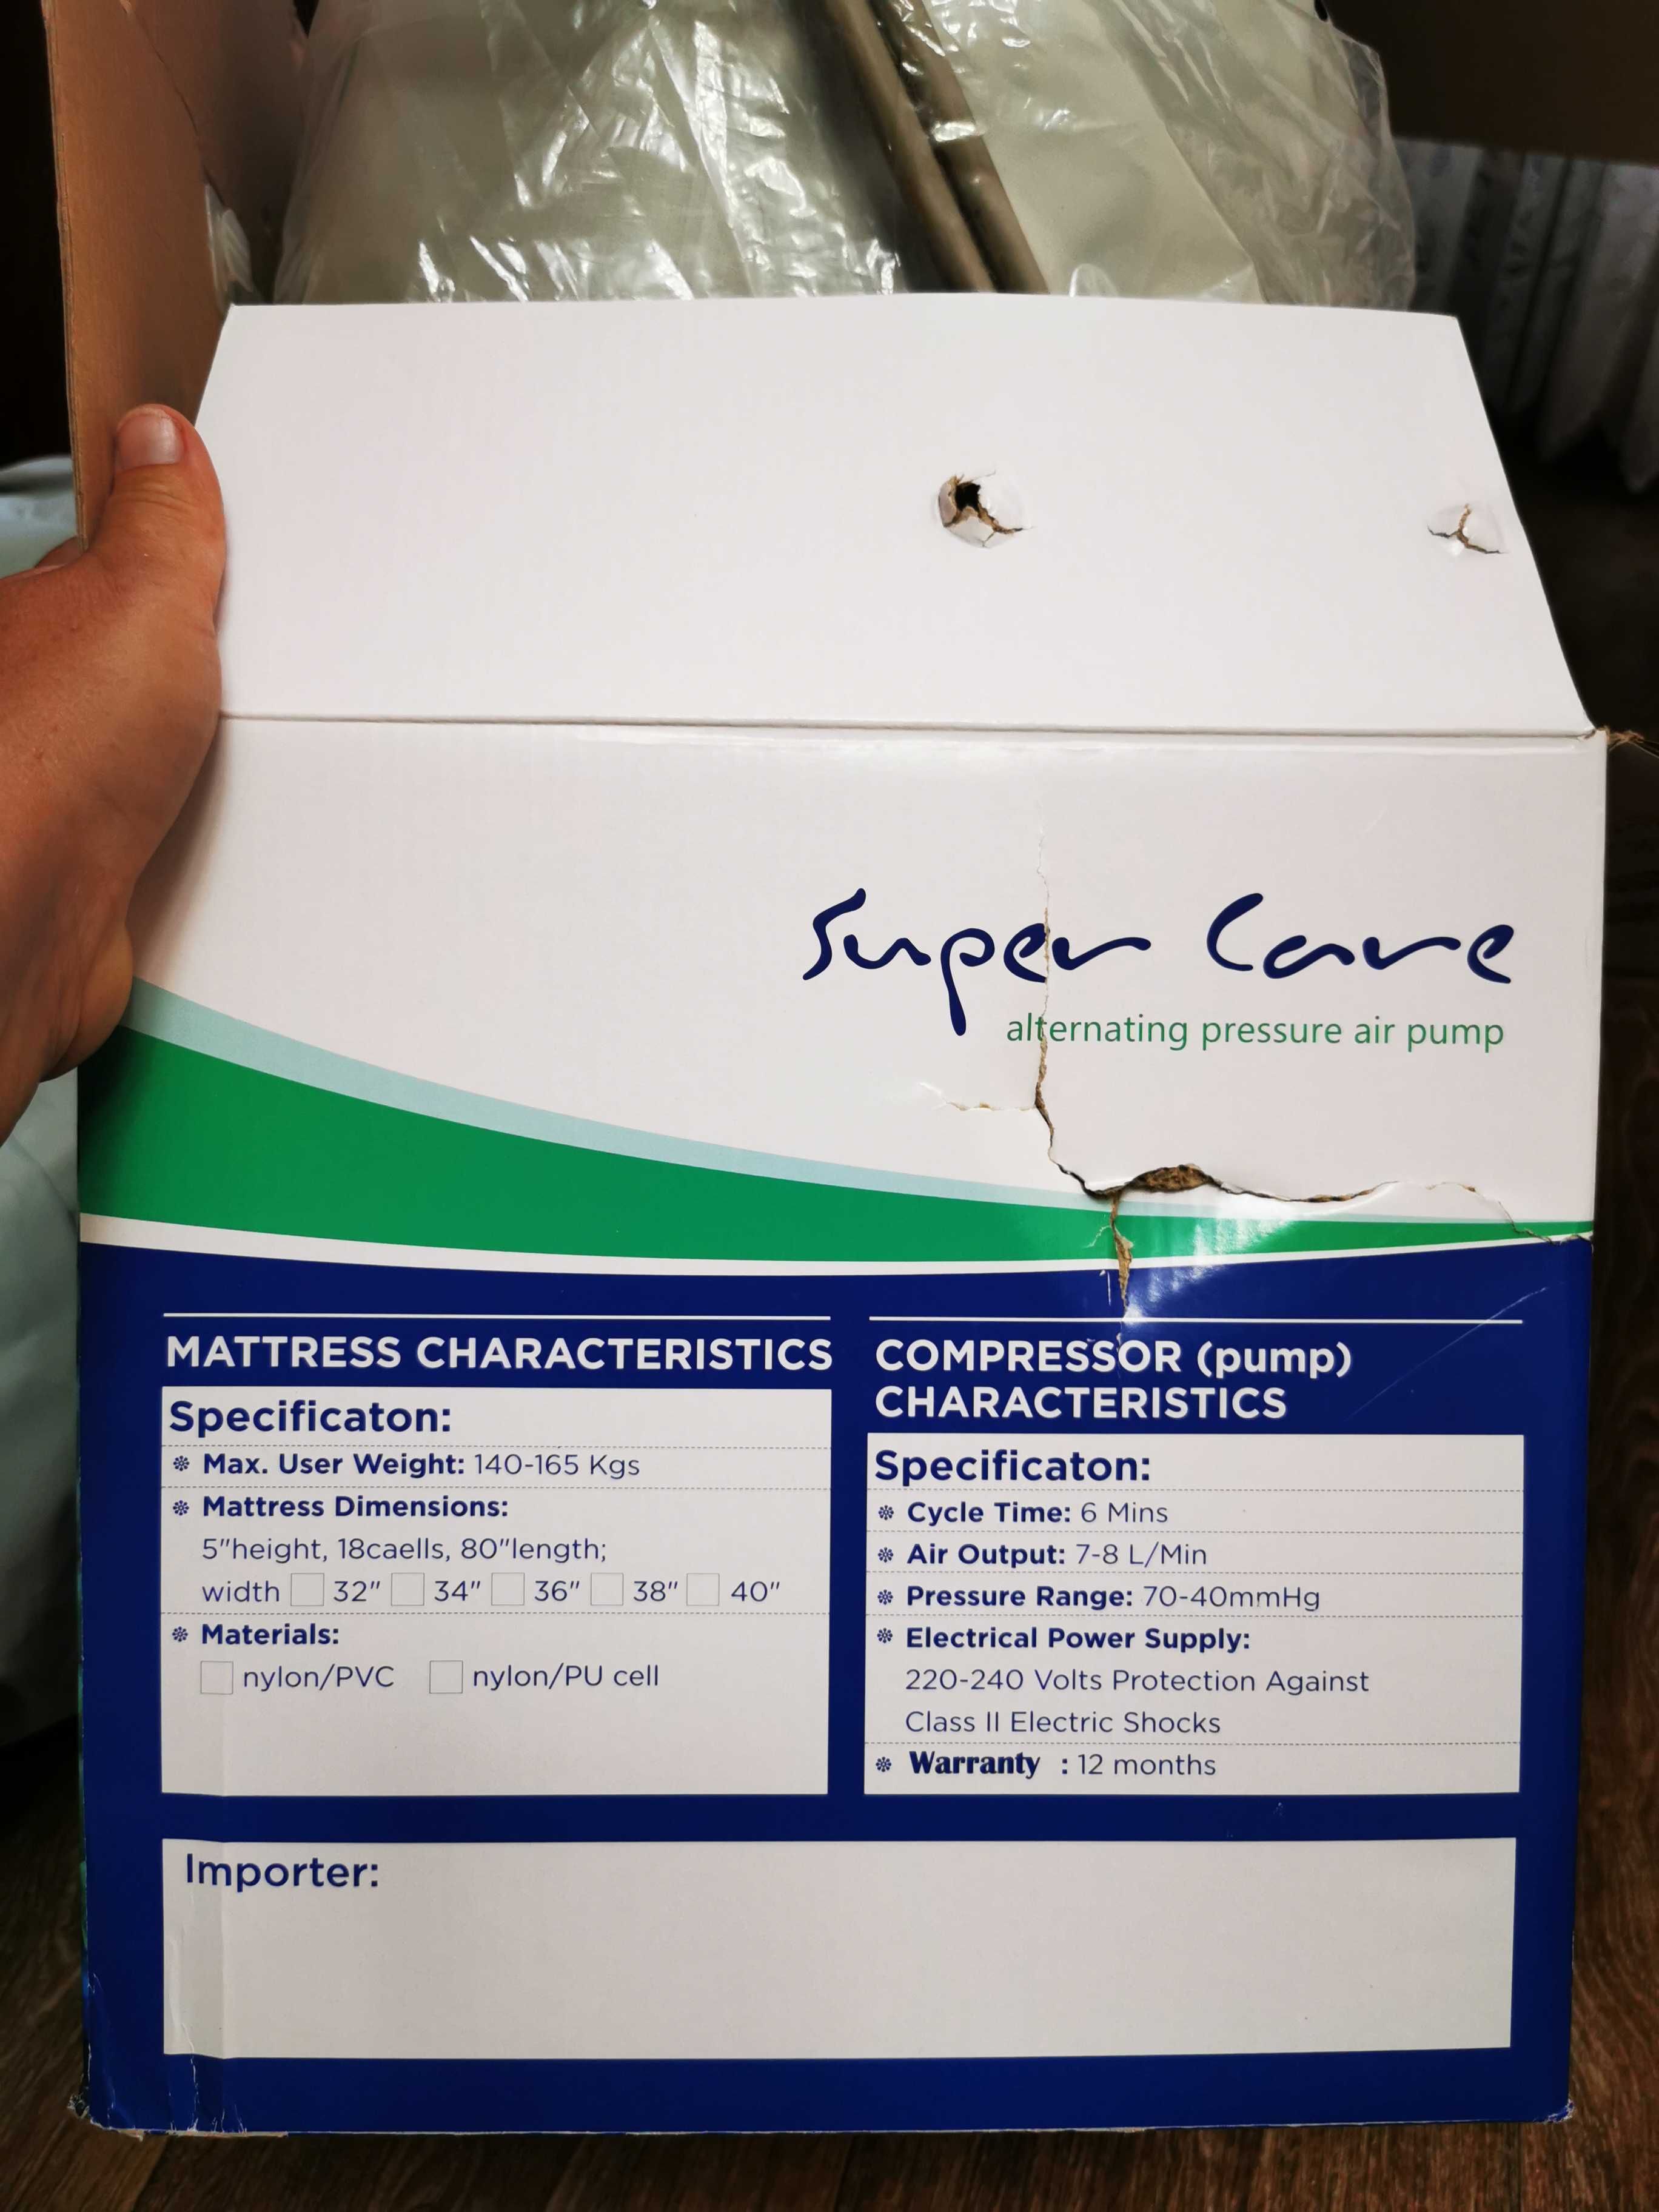 Super Care
alternating pressure air pump
MATTRESS CHARACTERISTICS
Specificaton:
Max. User Weight: 140-165 Kgs
Mattress Dimensions:
5"height, 18caells, 80"length;
width 32" 34" 36" 38" 40"
Materials:
nylon/PVC nylon/PU cell
COMPRESSOR (pump)
CHARACTERISTICS
Specificaton:
Cycle Time: 6 Mins
Air Output: 7-8 L/Min
Pressure Range: 70-40mmHg
Electrical Power Supply:
220-240 Volts Protection Against
Class II Electric Shocks
Warranty : 12 months
Importer: